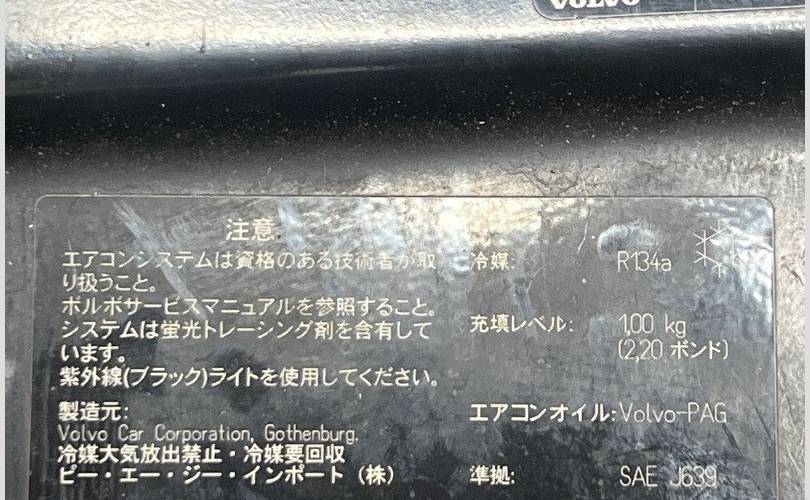 VOLVO
注意
エアコンシステムは資格のある技術者が取
り扱うこと。
ボルボサービスマニュアルを参照すること。
システムは蛍光トレーシング剤を含有して
います。
紫外線(ブラック)ライトを使用してください。
製造元:
Volvo Car Corporation, Gothenburg.
冷媒大気放出禁止・冷媒要回収
ピー・エー・ジー・インポート（株）
冷媒: R134a
充填レベル: 1,00 kg
(2,20 ポンド)
エアコンオイル: Volvo-PAG
準拠: SAE J639